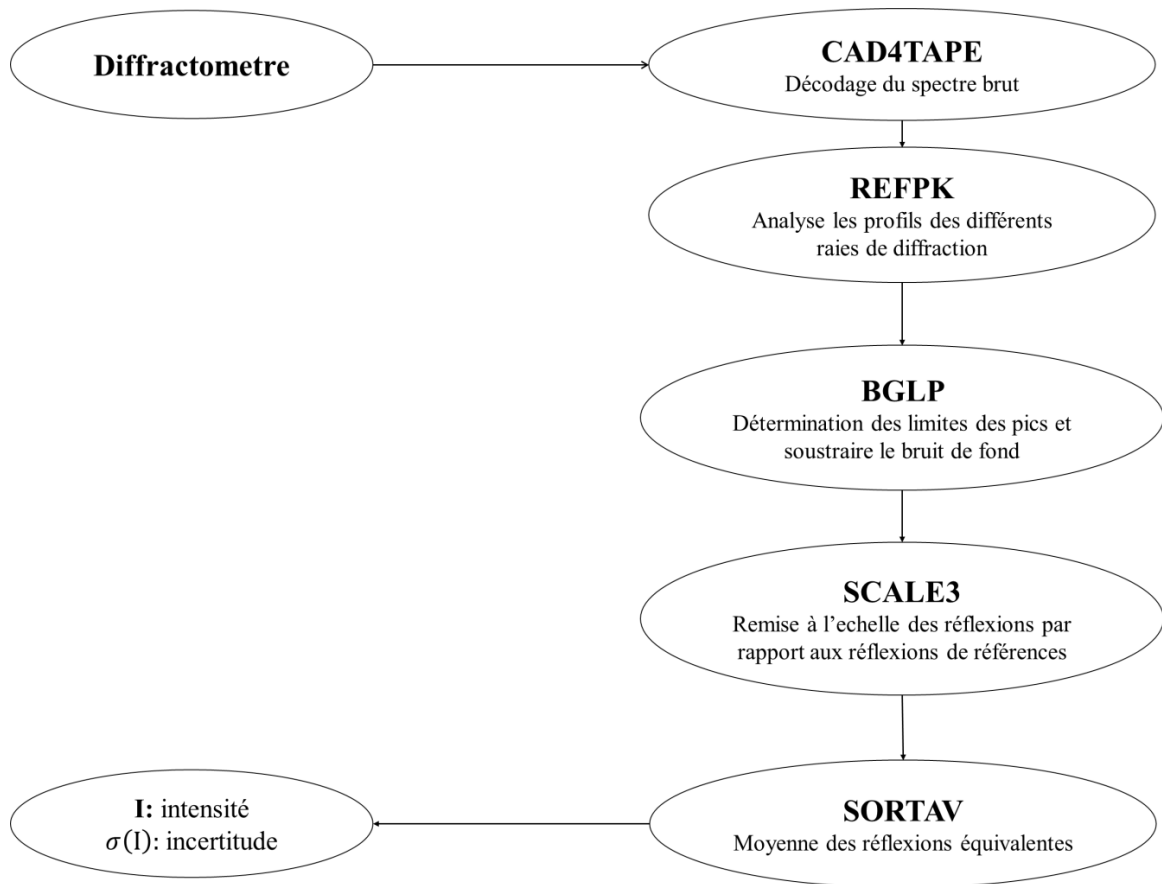 Diffractometre
CAD4TAPE
Décodage du spectre brut
REFPK
Analyse les profils des différents
raies de diffraction
BGLP
Détermination des limites des pics et
soustraire le bruit de fond
SCALE3
Remise à l’echelle des réflexions par
rapport aux réflexions de références
SORTAV
Moyenne des réflexions équivalentes
I: intensité
σ(I): incertitude